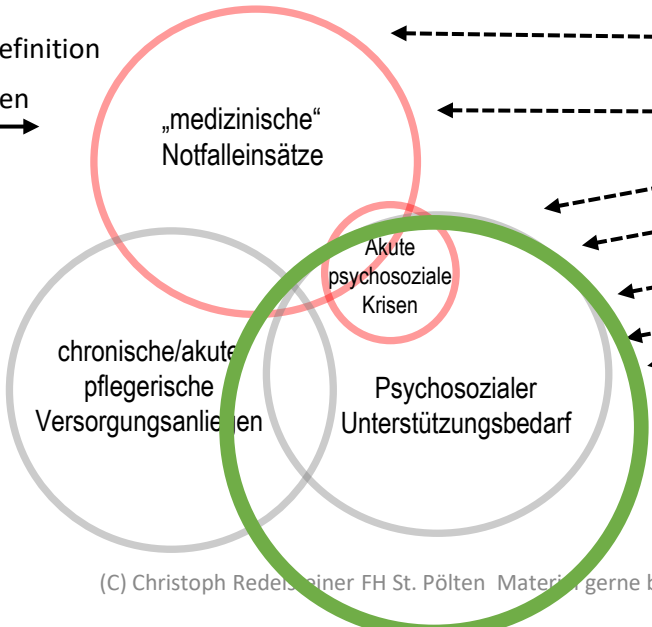 efinition
en
„medizinische“
Notfalleinsätze
Akute
psychosoziale
Krisen
chronische/akute
pflegerische
Versorgungsanliegen
Psychosozialer
Unterstützungsbedarf
(C) Christoph Redelsteiner FH St. Pölten Material gerne b